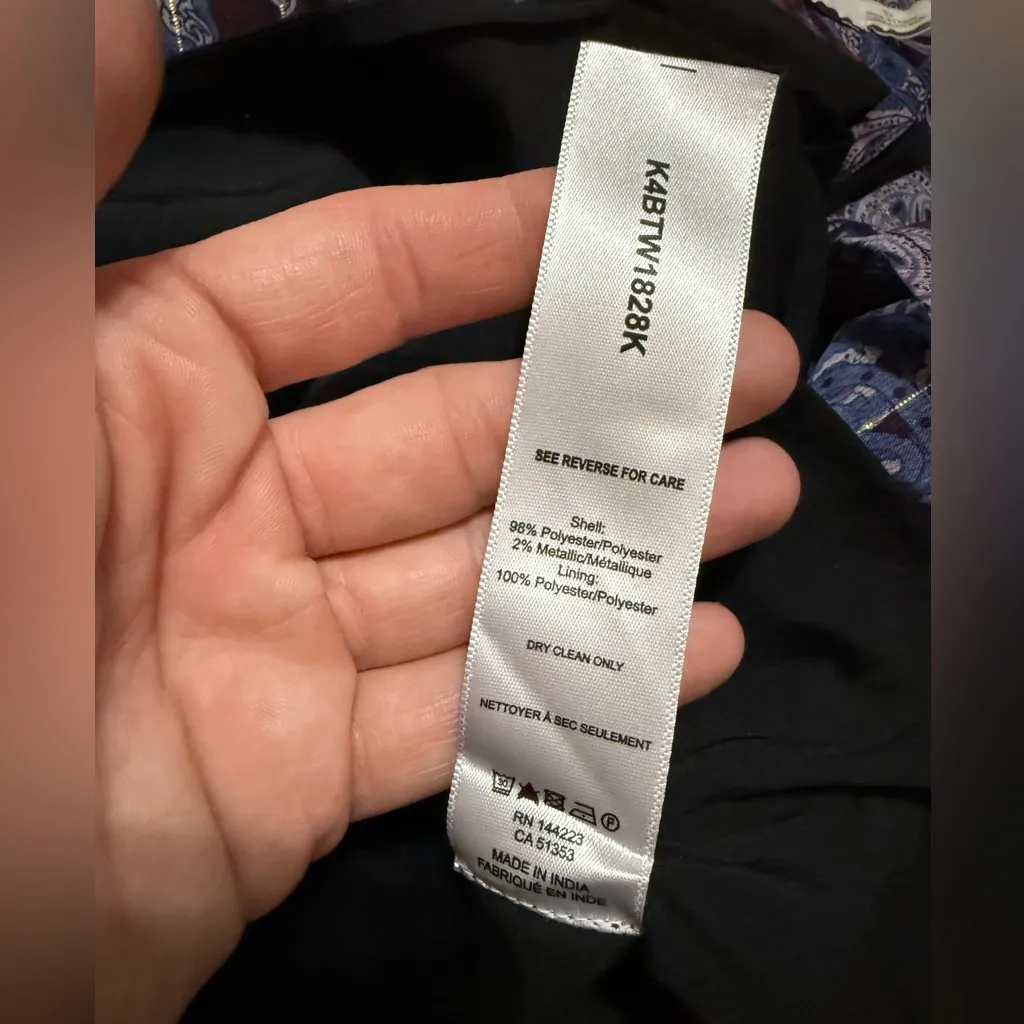 K4BTW1828K
SEE REVERSE FOR CARE
Shell:
98% Polyester/Polyester
2% Metallic/Métallique
Lining:
100% Polyester/Polyester
DRY CLEAN ONLY
NETTOYER À SEC SEULEMENT
30 P
RN 144223
CA 51353
MADE IN INDIA
FABRIQUÉ EN INDE